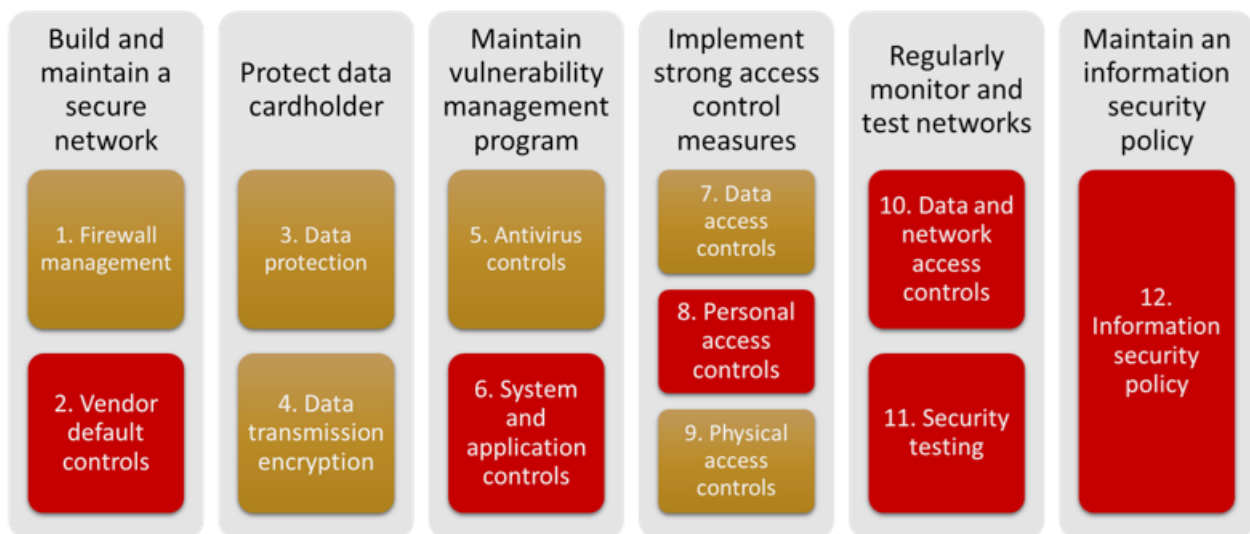 Build and
maintain a
secure
network
1. Firewall
management
2. Vendor
default
controls
Protect data
cardholder
3. Data
protection
4. Data
transmission
encryption
Maintain
vulnerability
management
program
5. Antivirus
controls
6. System
and
application
controls
Implement
strong access
control
measures
7. Data
access
controls
8. Personal
access
controls
9. Physical
access
controls
Regularly
monitor and
test networks
10. Data and
network
access
controls
11. Security
testing
Maintain an
information
security
policy
12.
Information
security
policy